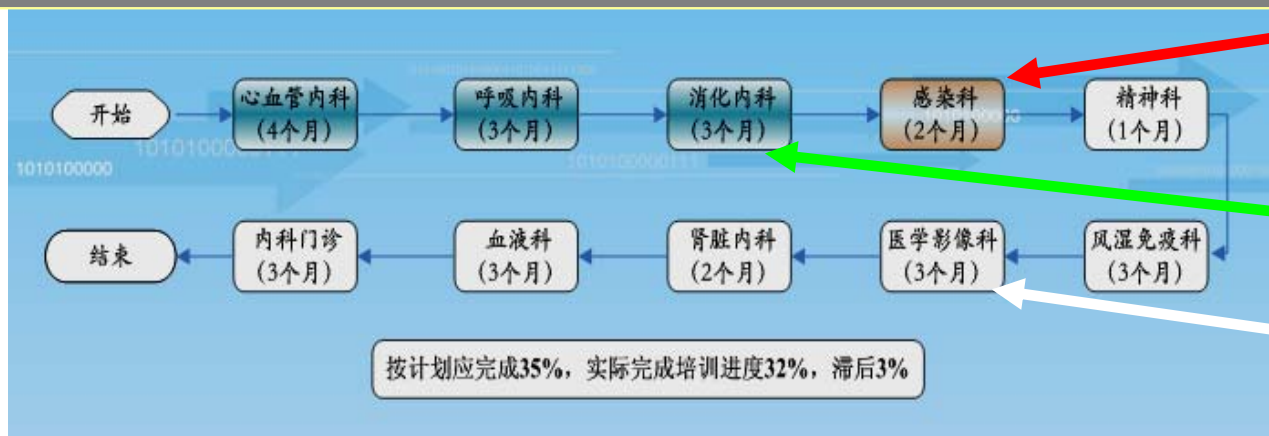 开始
心血管内科
(4个月)
呼吸内科
(3个月)
消化内科
(3个月)
感染科
(2个月)
精神科
(1个月)
1010100000
1010100000111
结束
内科门诊
(3个月)
血液科
(3个月)
肾脏内科
(2个月)
医学影像科
(3个月)
风湿免疫科
(3个月)
按计划应完成35%，实际完成培训进度32%，滞后3%